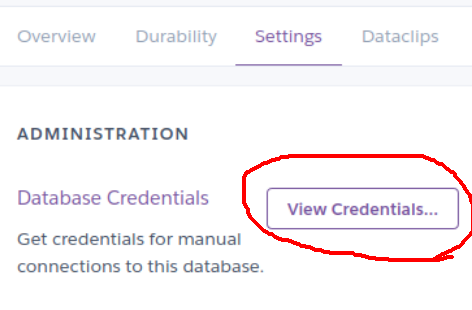 Overview Durability Settings Dataclips
ADMINISTRATION
Database Credentials
View Credentials...
Get credentials for manual
connections to this database.